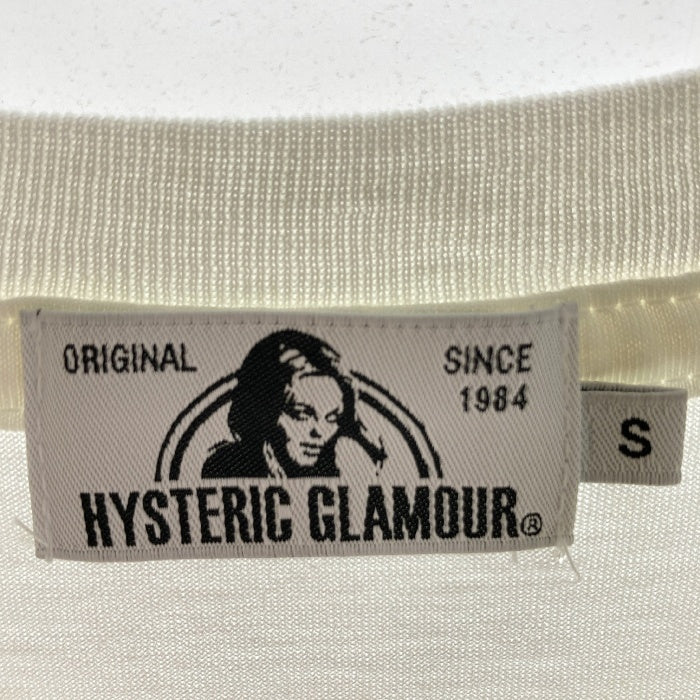 ORIGINAL
SINCE
1984
HYSTERIC GLAMOUR®
S